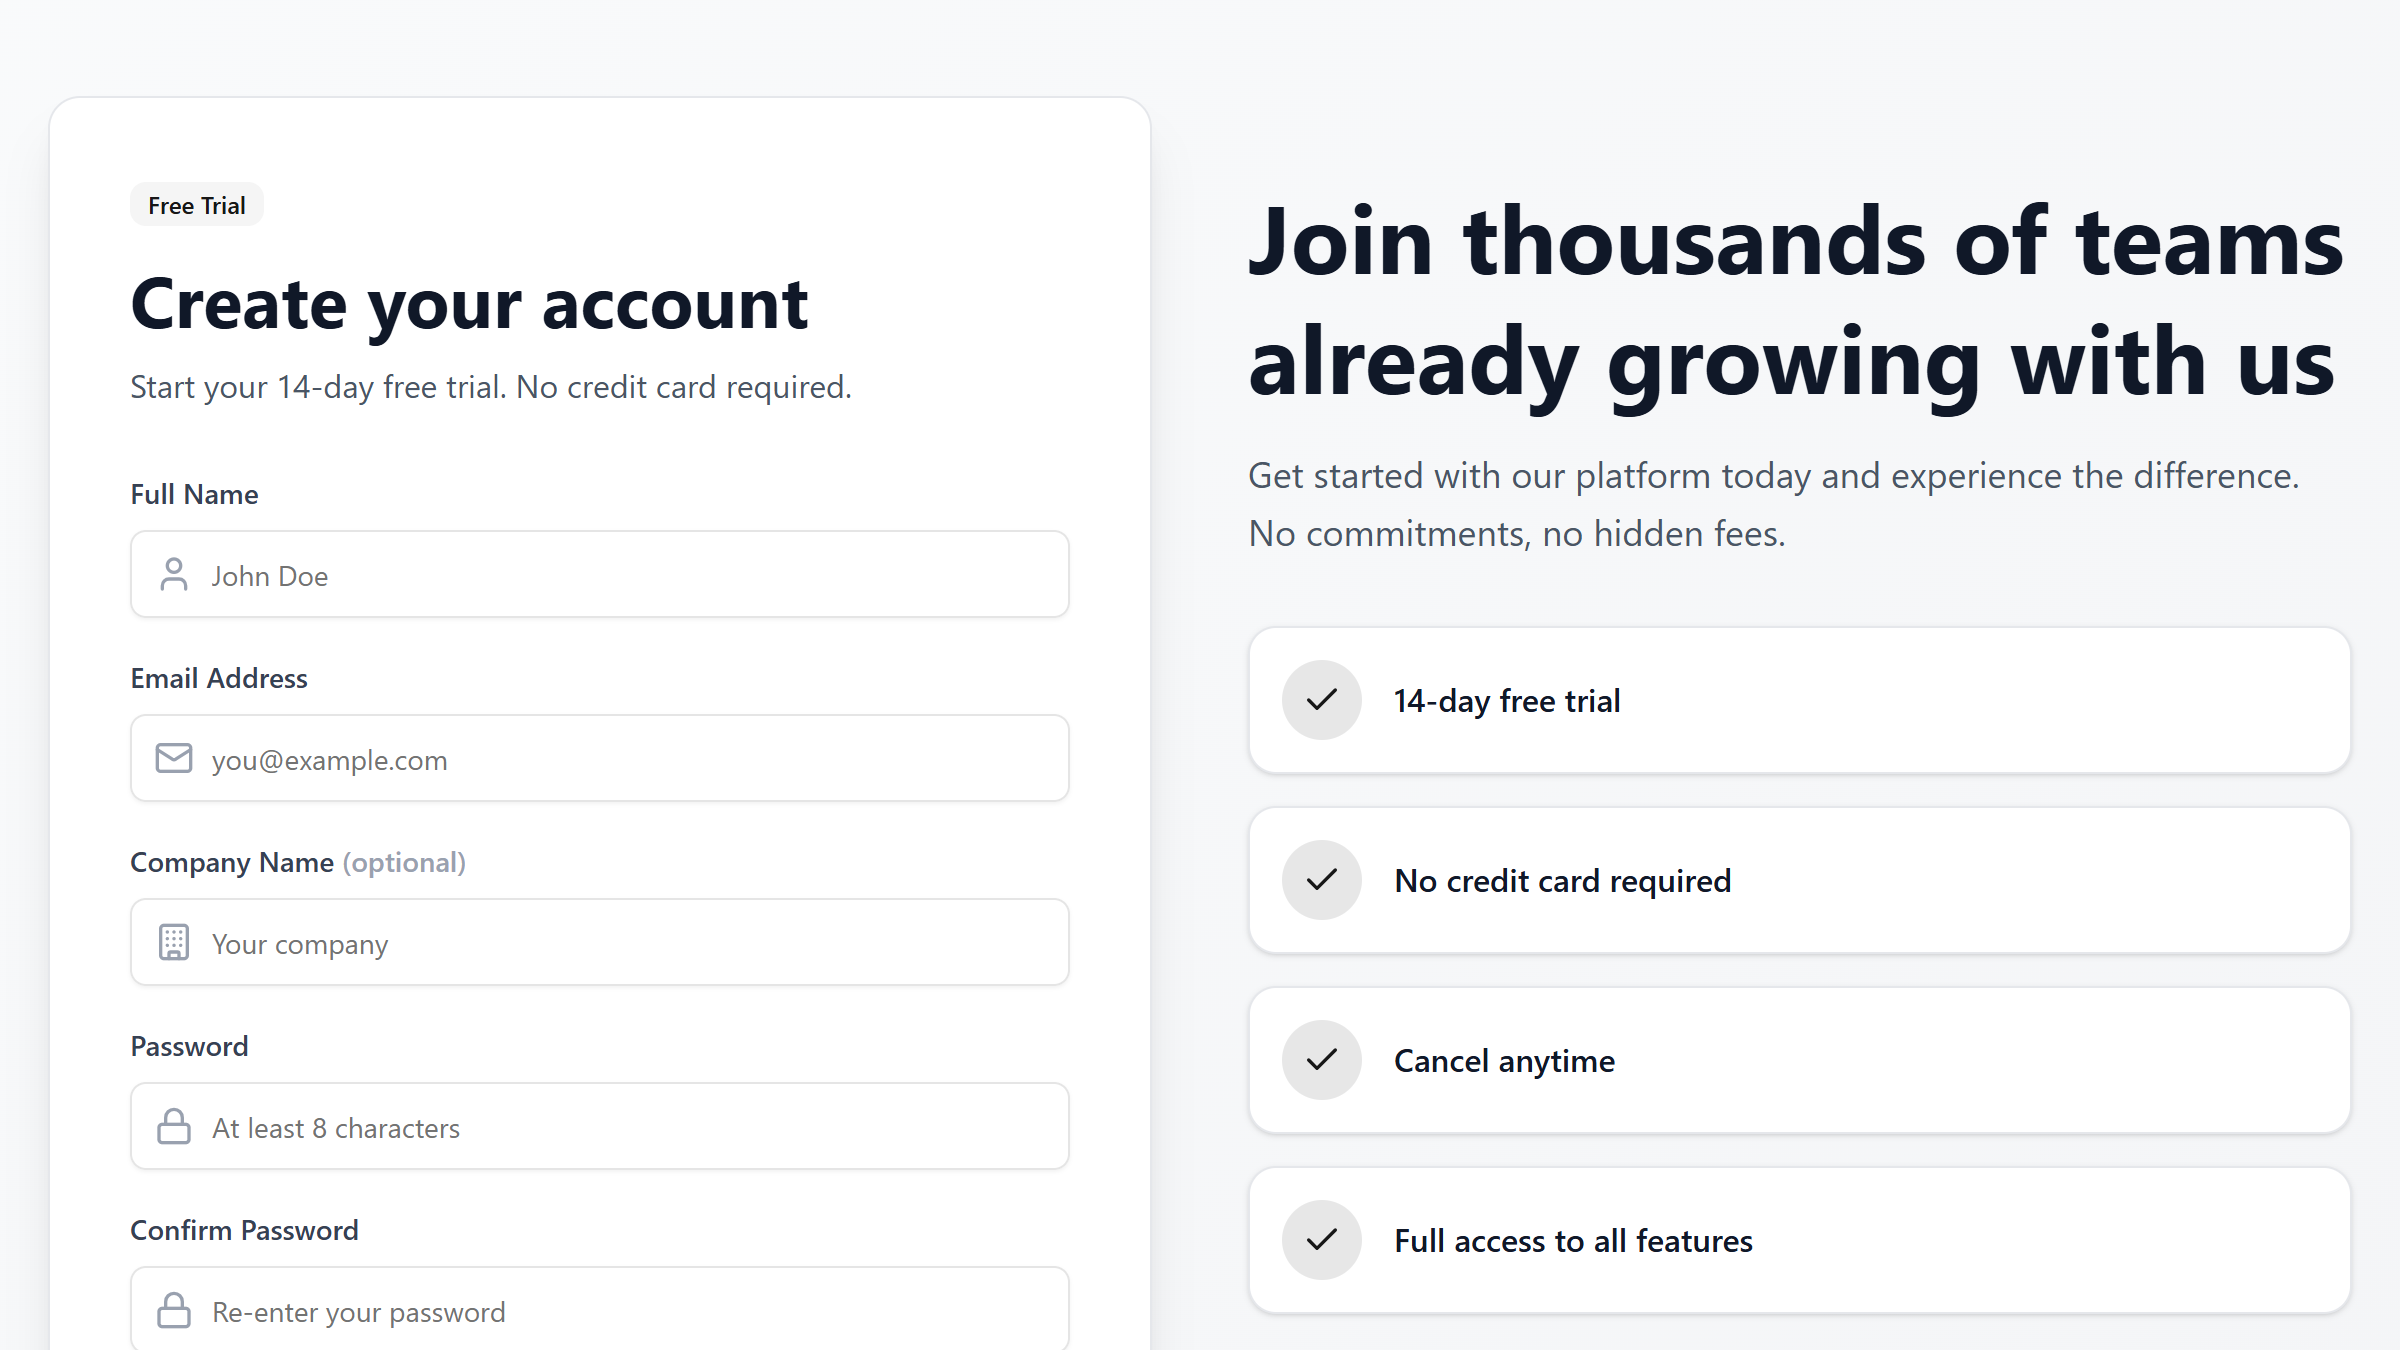 Free Trial
Create your account
Start your 14-day free trial. No credit card required.
Full Name
John Doe
Email Address
you@example.com
Company Name (optional)
Your company
Password
At least 8 characters
Confirm Password
Re-enter your password
Join thousands of teams
already growing with us
Get started with our platform today and experience the difference.
No commitments, no hidden fees.
14-day free trial
No credit card required
Cancel anytime
Full access to all features